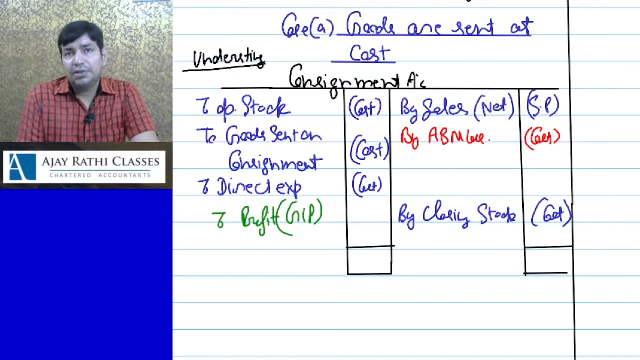 Case(a) Goods are sent at
Cost
Understing
Consignment A/c
To op. Stock (Cost) By Sales (Net) (S.P)
To Goods Sent on By ABN Loss. (Cost)
Consignment (Cost)
To Direct exp (Cost)
To Profit (G/P) By Closing Stock (Cost)
AJAY RATHI CLASSES
CHARTERED ACCOUNTANTS